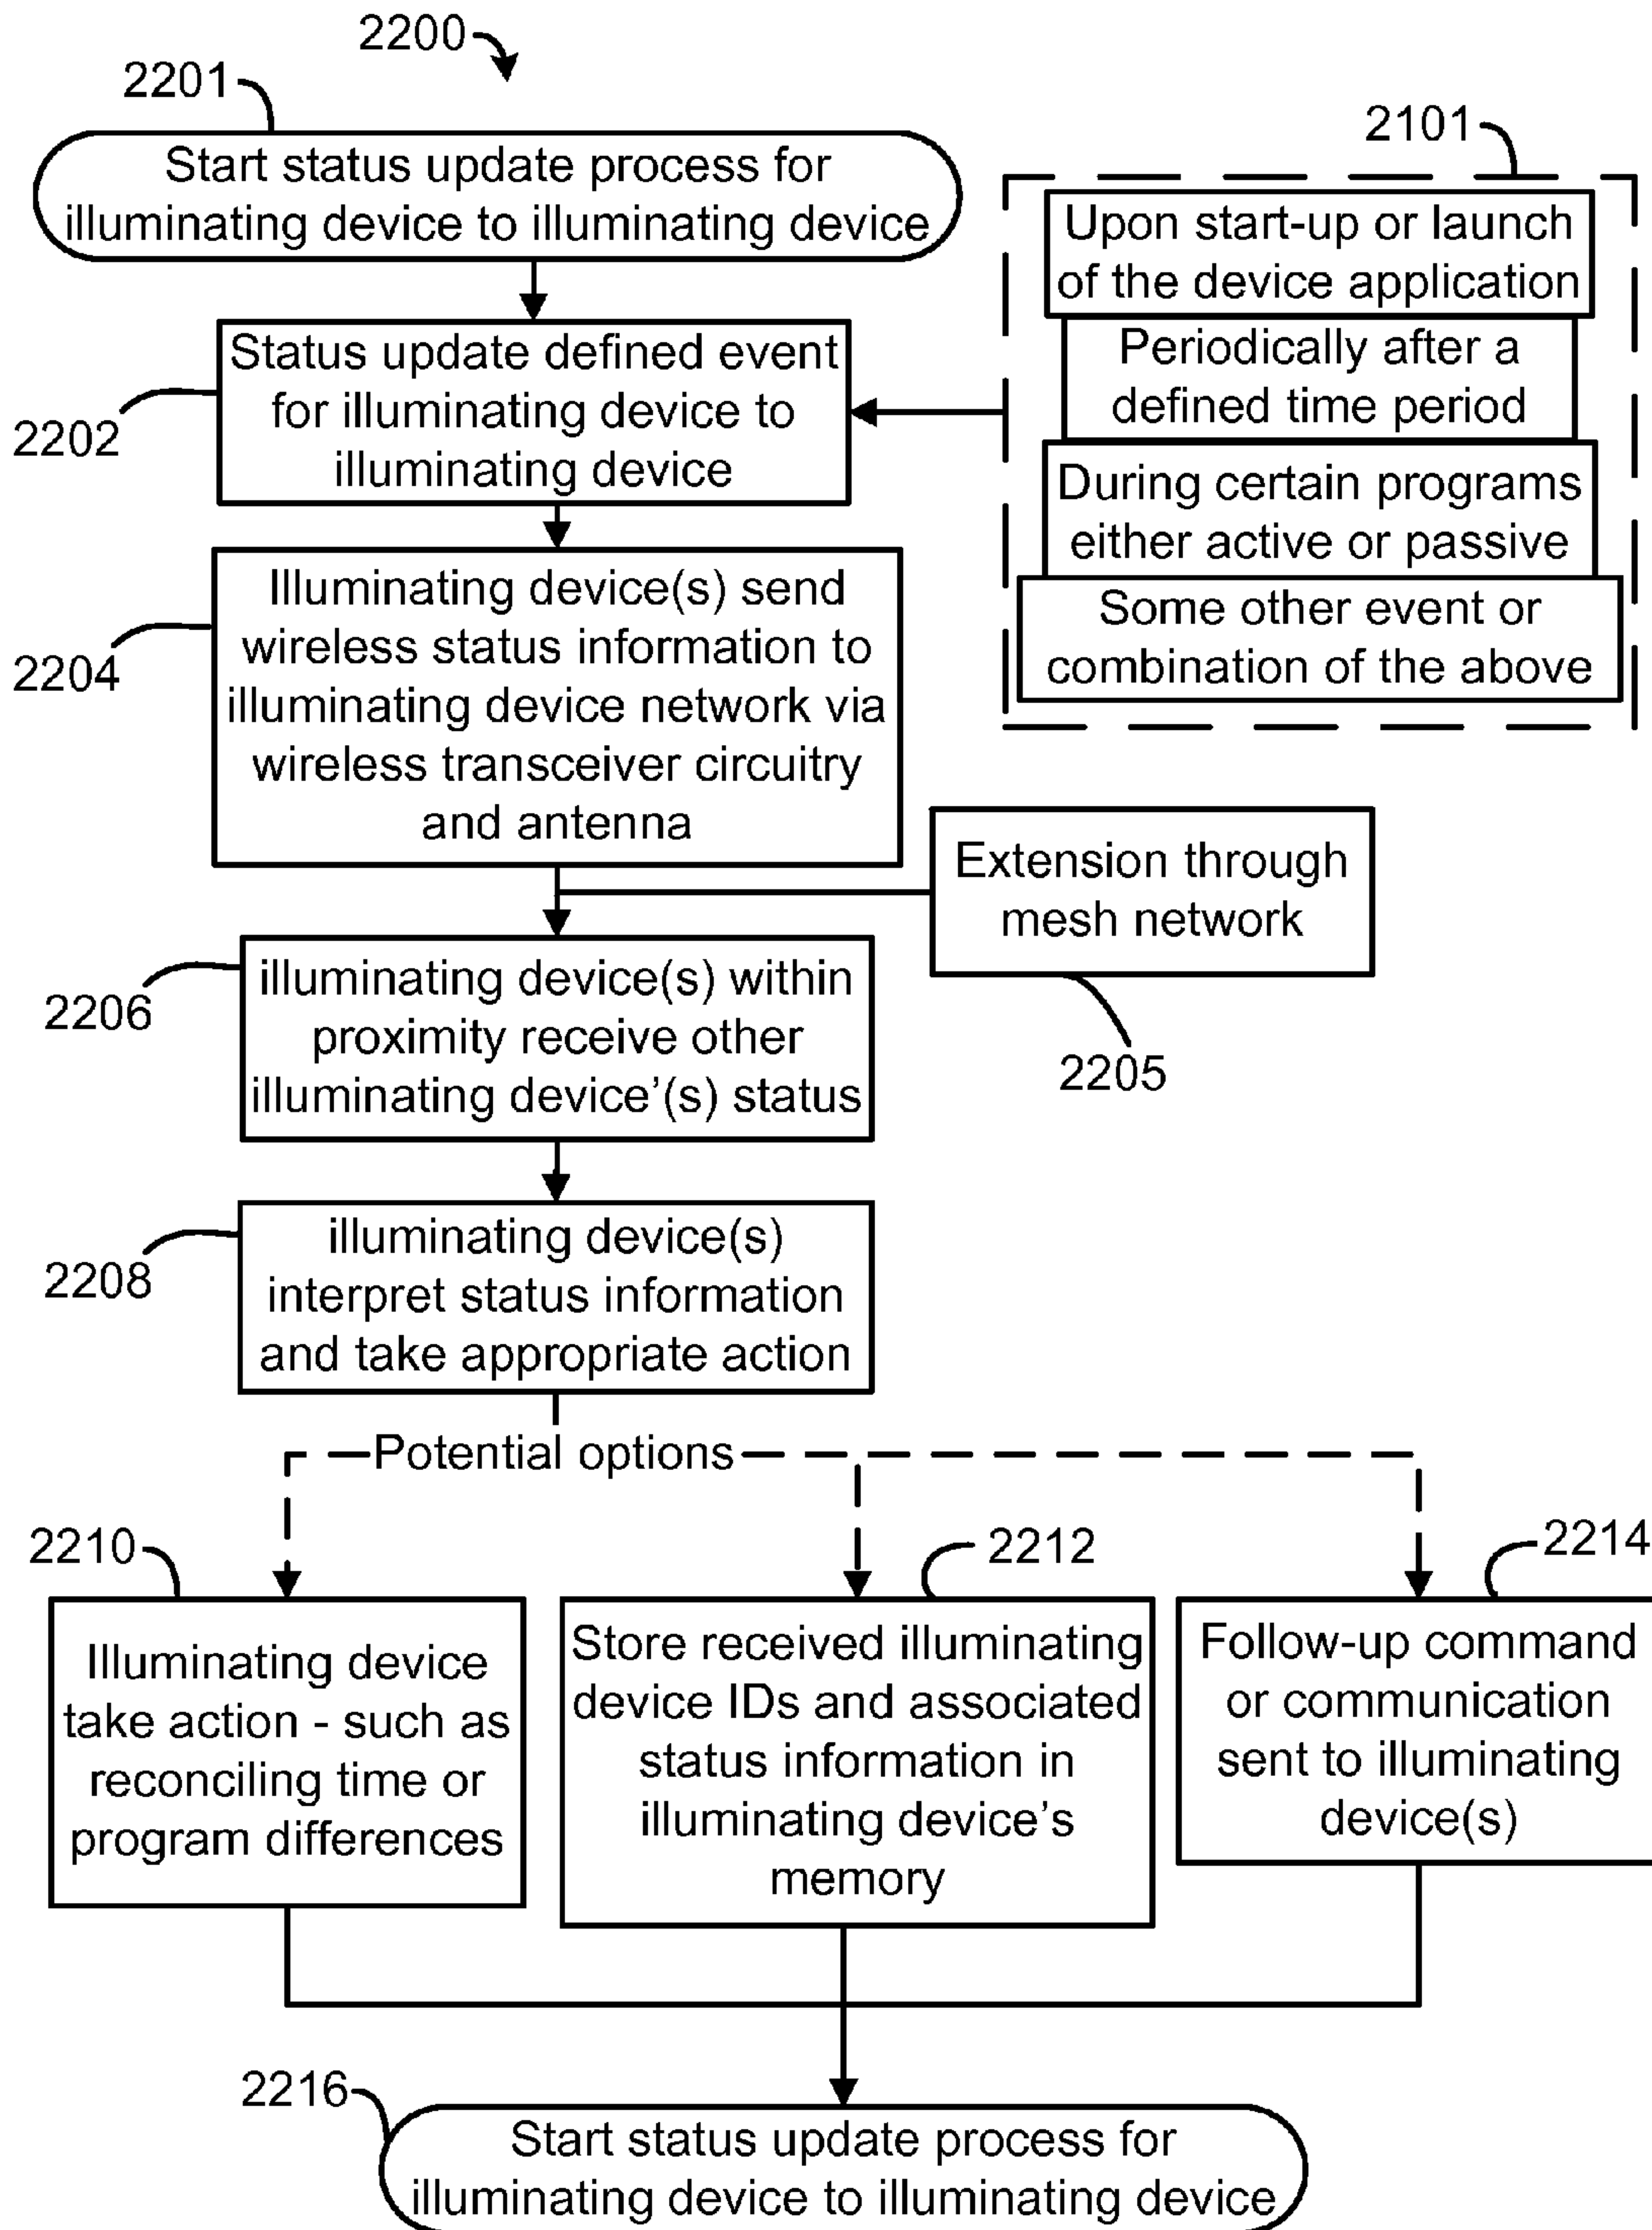 2200
2201
Start status update process for
illuminating device to illuminating device
2101
Upon start-up or launch
of the device application
Periodically after a
defined time period
During certain programs
either active or passive
Some other event or
combination of the above
Status update defined event
for illuminating device to
illuminating device
2202
Illuminating device(s) send
wireless status information to
illuminating device network via
wireless transceiver circuitry
and antenna
2204
Extension through
mesh network
2205
illuminating device(s) within
proximity receive other
illuminating device’(s) status
2206
illuminating device(s)
interpret status information
and take appropriate action
2208
Potential options
2210
Illuminating device
take action - such as
reconciling time or
program differences
2212
Store received illuminating
device IDs and associated
status information in
illuminating device’s
memory
2214
Follow-up command
or communication
sent to illuminating
device(s)
2216
Start status update process for
illuminating device to illuminating device